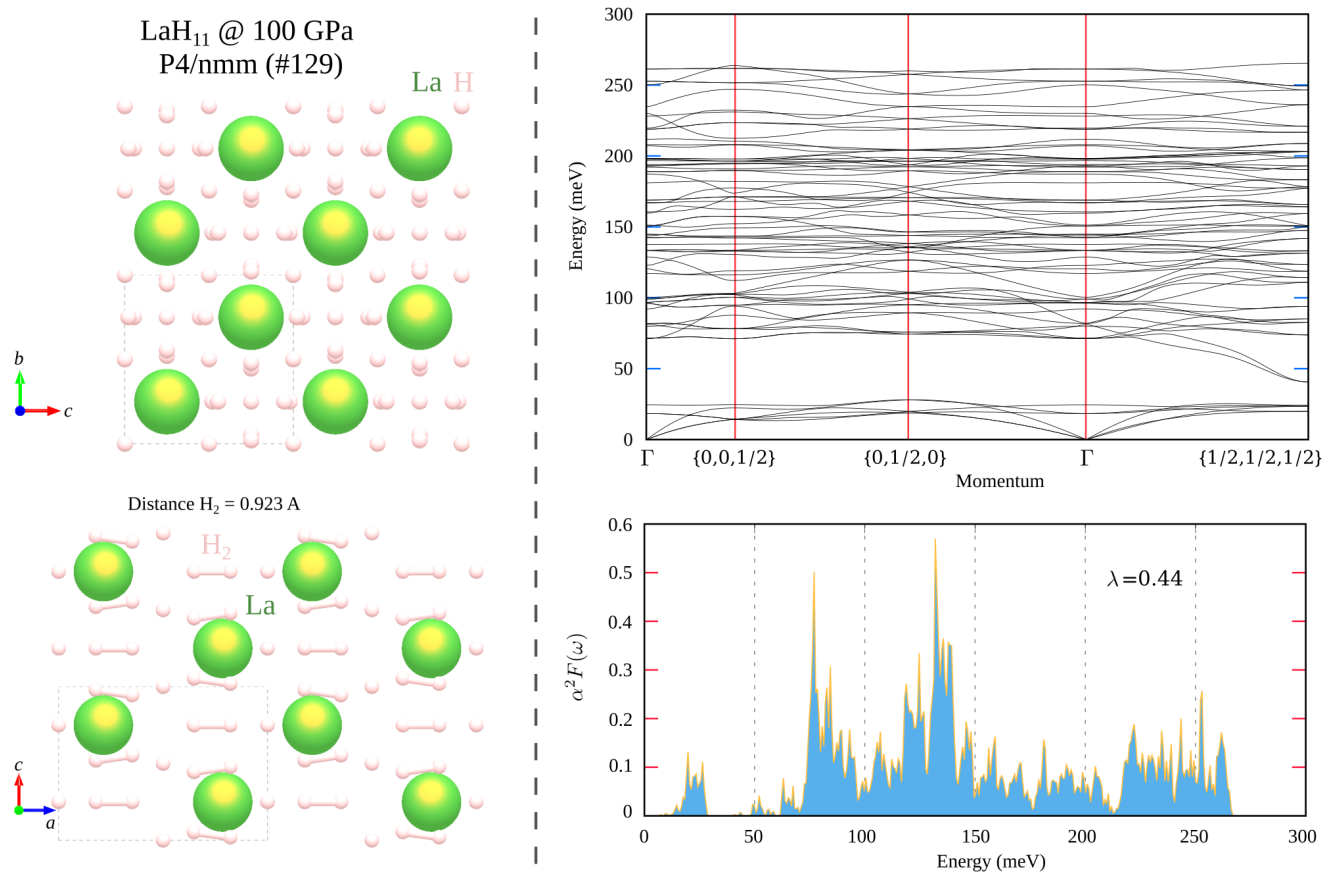 LaH₁₁ @ 100 GPa
P4/nmm (#129)
La H
b
c
Distance H₂ = 0.923 A
H₂
La
c
a
300
250
200
150
100
50
0
Energy (meV)
Γ {0,0,1/2} {0,1/2,0} Γ {1/2,1/2,1/2}
Momentum
0.6
0.5
0.4
0.3
0.2
0.1
0
α²F(ω)
λ=0.44
0 50 100 150 200 250 300
Energy (meV)